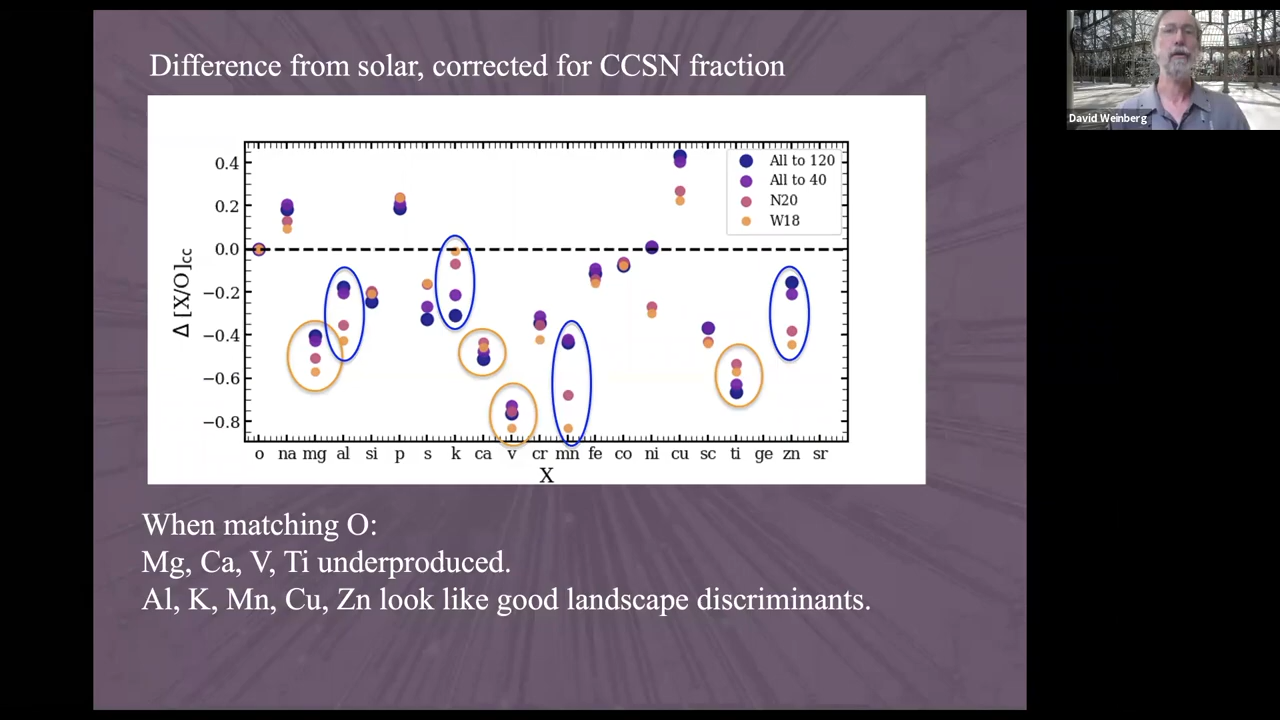 Difference from solar, corrected for CCSN fraction
David Weinberg
Δ [X/O]cc
0.4
0.2
0.0
−0.2
−0.4
−0.6
−0.8
All to 120
All to 40
N20
W18
o na mg al si p s k ca v cr mn fe co ni cu sc ti ge zn sr
X
When matching O:
Mg, Ca, V, Ti underproduced.
Al, K, Mn, Cu, Zn look like good landscape discriminants.